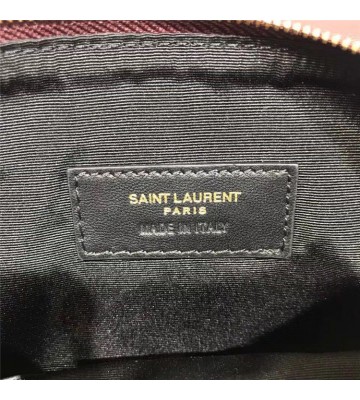 SAINT LAURENT
PARIS
MADE IN ITALY